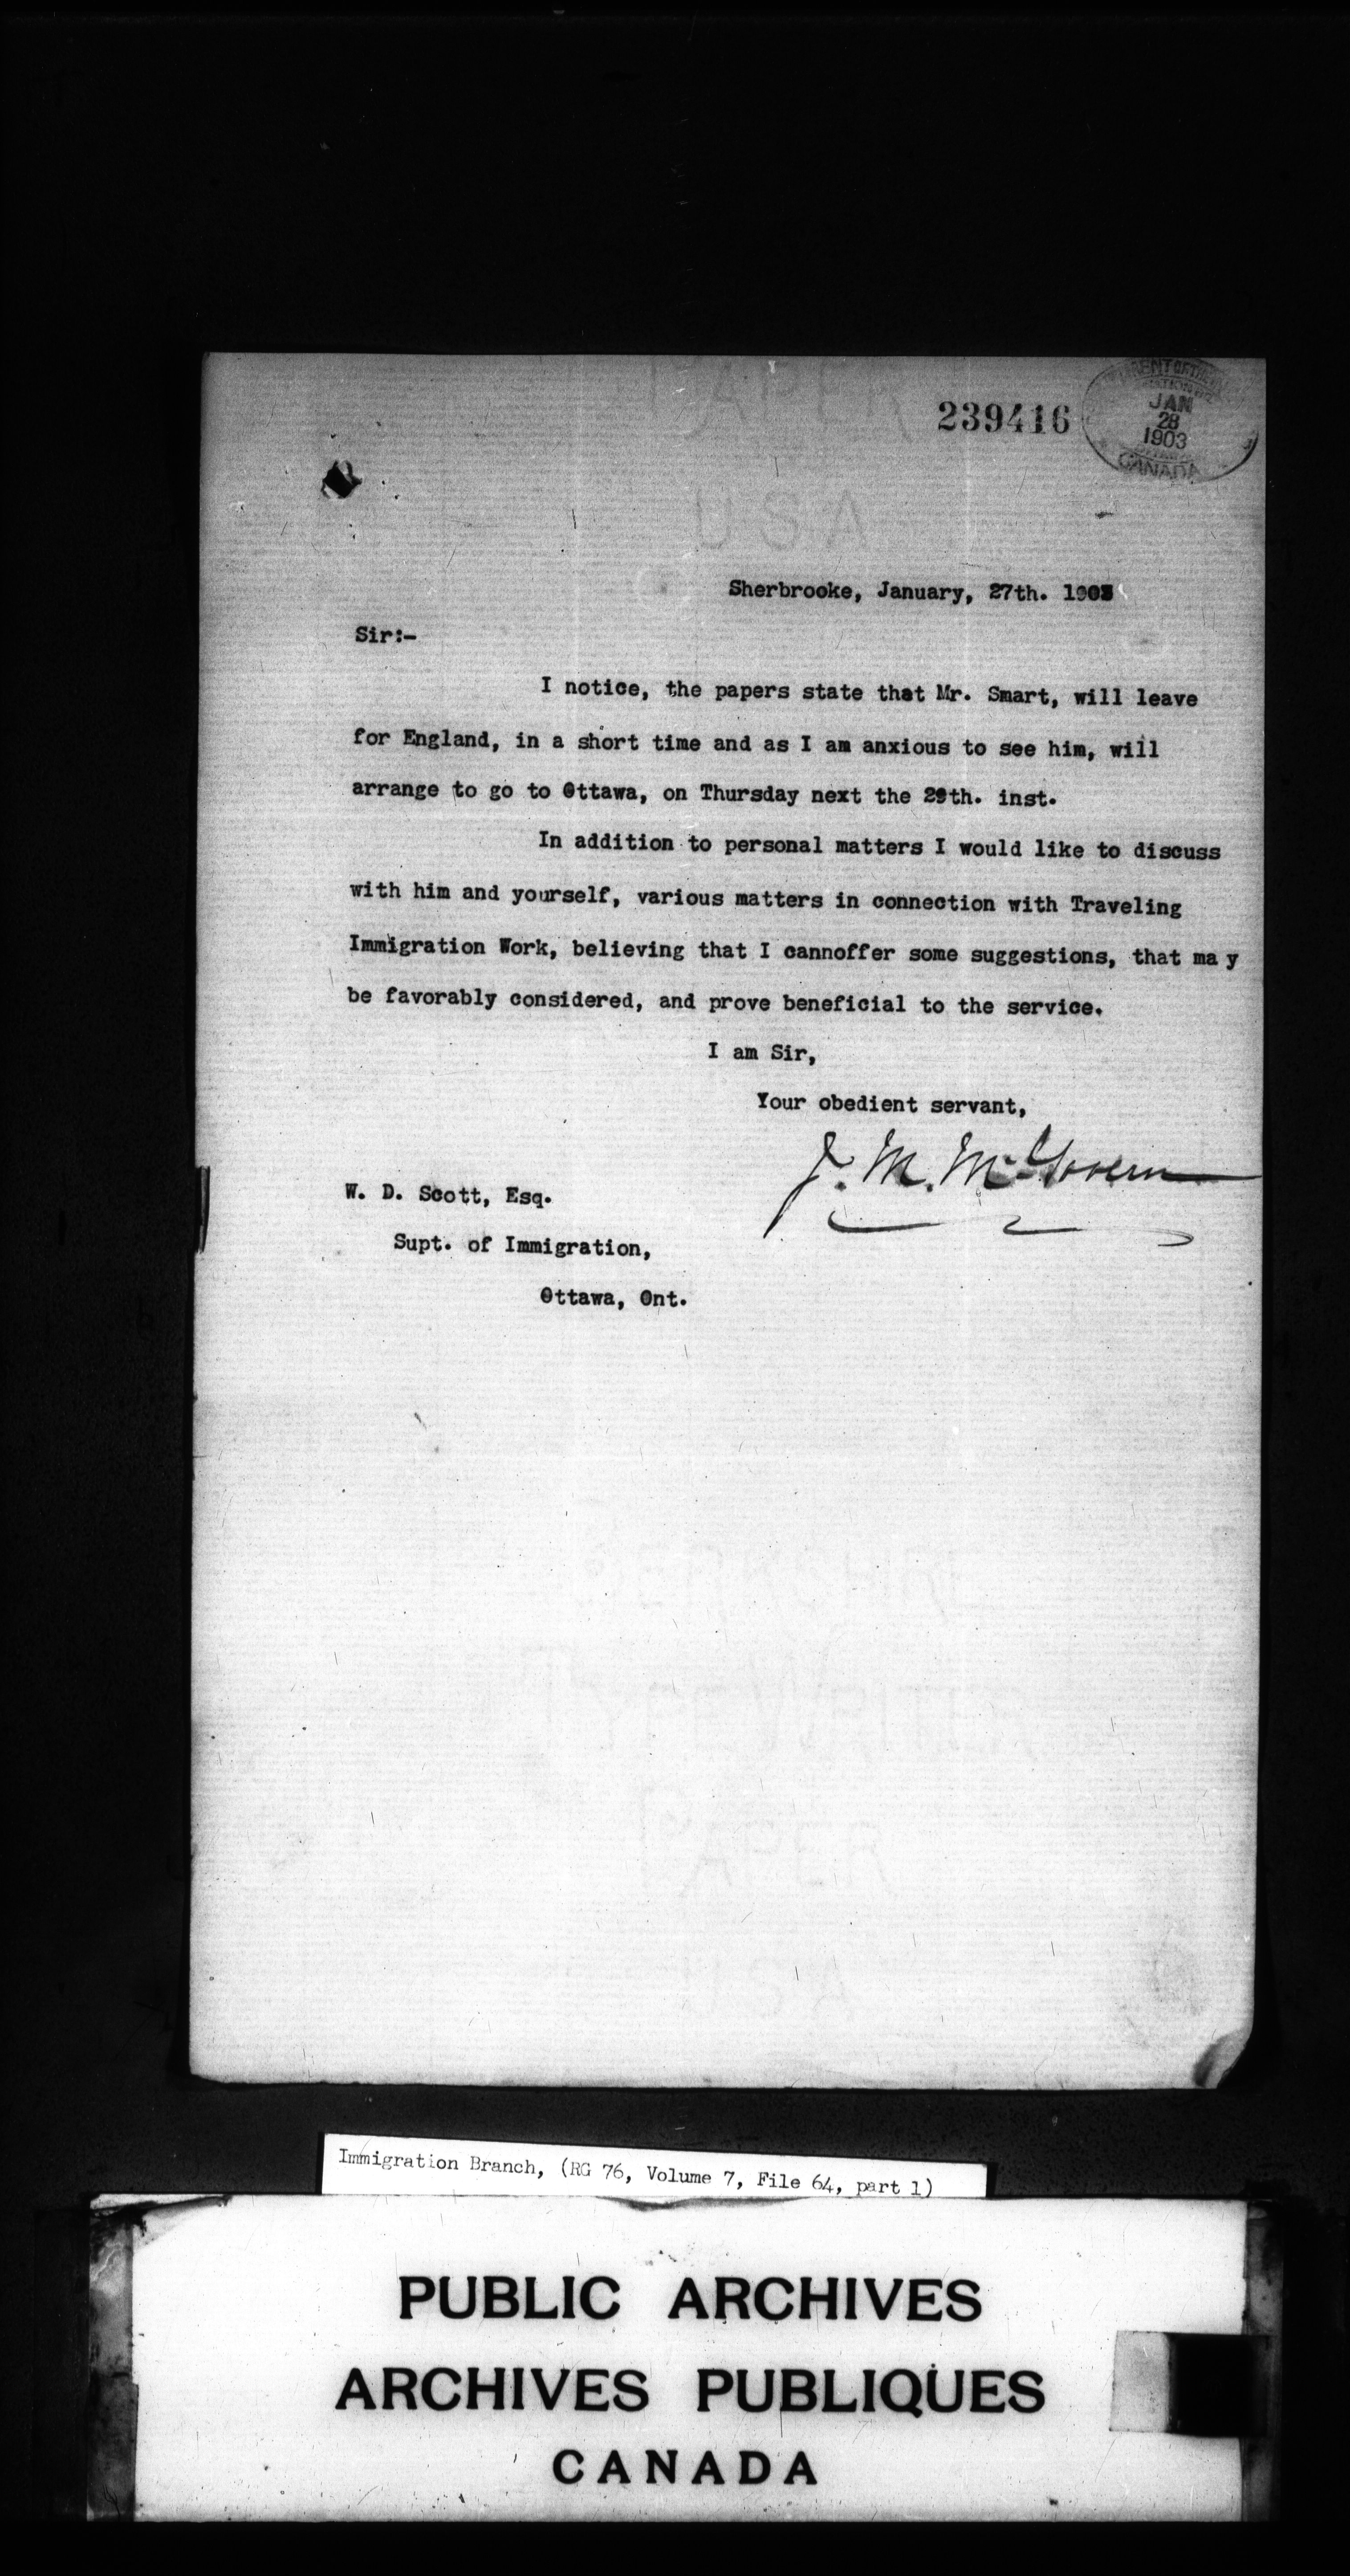 239416
JAN
28
1903
CANADA
USA
Sherbrooke, January, 27th. 1903
Sir:-
I notice, the papers state that Mr. Smart, will leave
for England, in a short time and as I am anxious to see him, will
arrange to go to Ottawa, on Thursday next the 29th. inst.
In addition to personal matters I would like to discuss
with him and yourself, various matters in connection with Traveling
Immigration Work, believing that I cannoffer some suggestions, that ma y
be favorably considered, and prove beneficial to the service.
I am Sir,
Your obedient servant,
J. M. McGovern
W. D. Scott, Esq.
Supt. of Immigration,
Ottawa, Ont.
PAPER
Immigration Branch, (RG 76, Volume 7, File 64, part 1)
PUBLIC ARCHIVES
ARCHIVES PUBLIQUES
CANADA